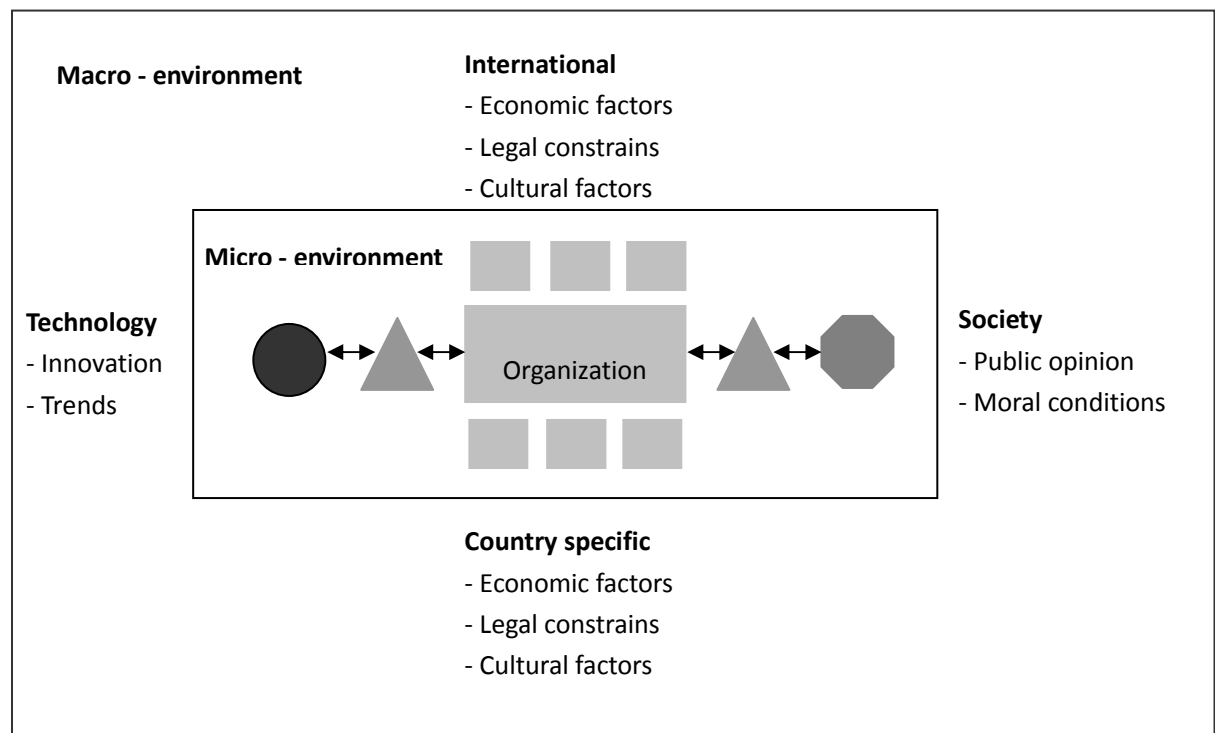 Macro - environment
International
- Economic factors
- Legal constrains
- Cultural factors
Micro - environment
Technology
- Innovation
- Trends
Organization
Society
- Public opinion
- Moral conditions
Country specific
- Economic factors
- Legal constrains
- Cultural factors